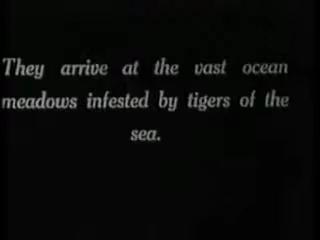 They arrive at the vast ocean
meadows infested by tigers of the
sea.